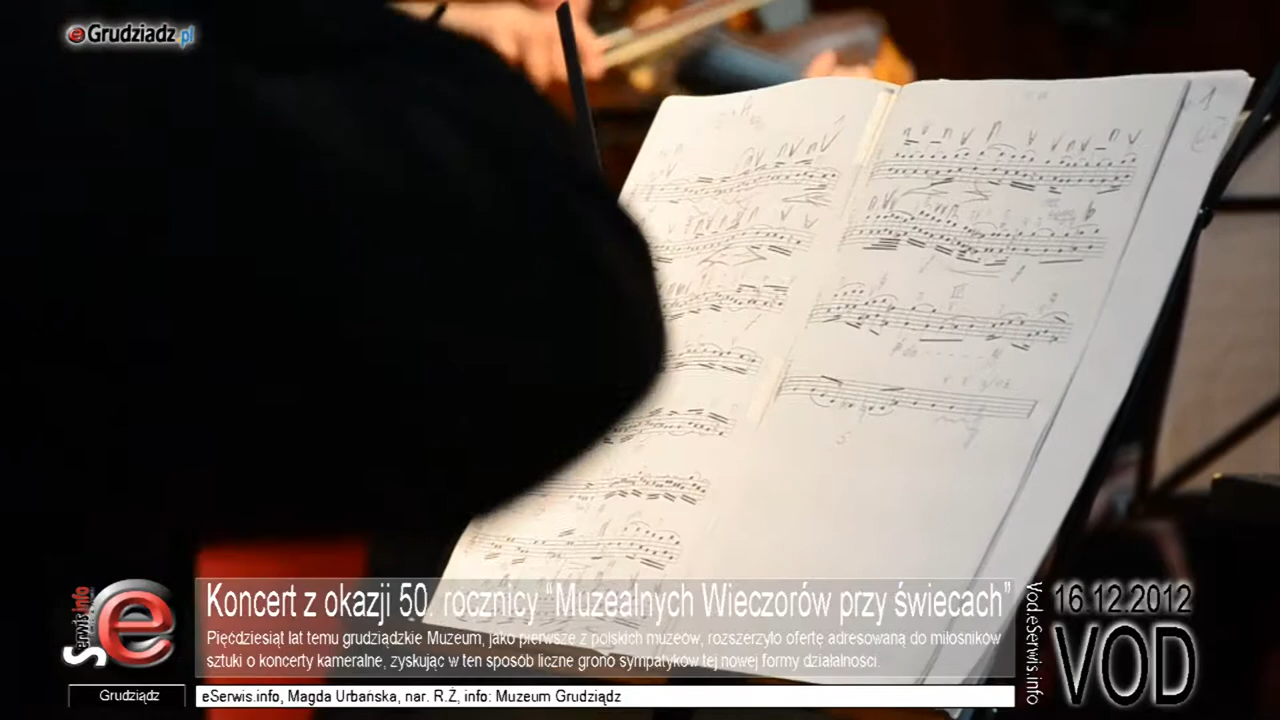 eGrudziadz.pl
1
Koncert z okazji 50. rocznicy “Muzealnych Wieczorów przy świecach”
Pięćdziesiąt lat temu grudziądzkie Muzeum, jako pierwsze z polskich muzeów, rozszerzyło ofertę adresowaną do miłośników
sztuki o koncerty kameralne, zyskując w ten sposób liczne grono sympatyków tej nowej formy działalności.
eSerwis.info
VodeSerwis.info
16.12.2012
VOD
Grudziądz
eSerwis.info, Magda Urbańska, nar. R.Ż, info: Muzeum Grudziądz